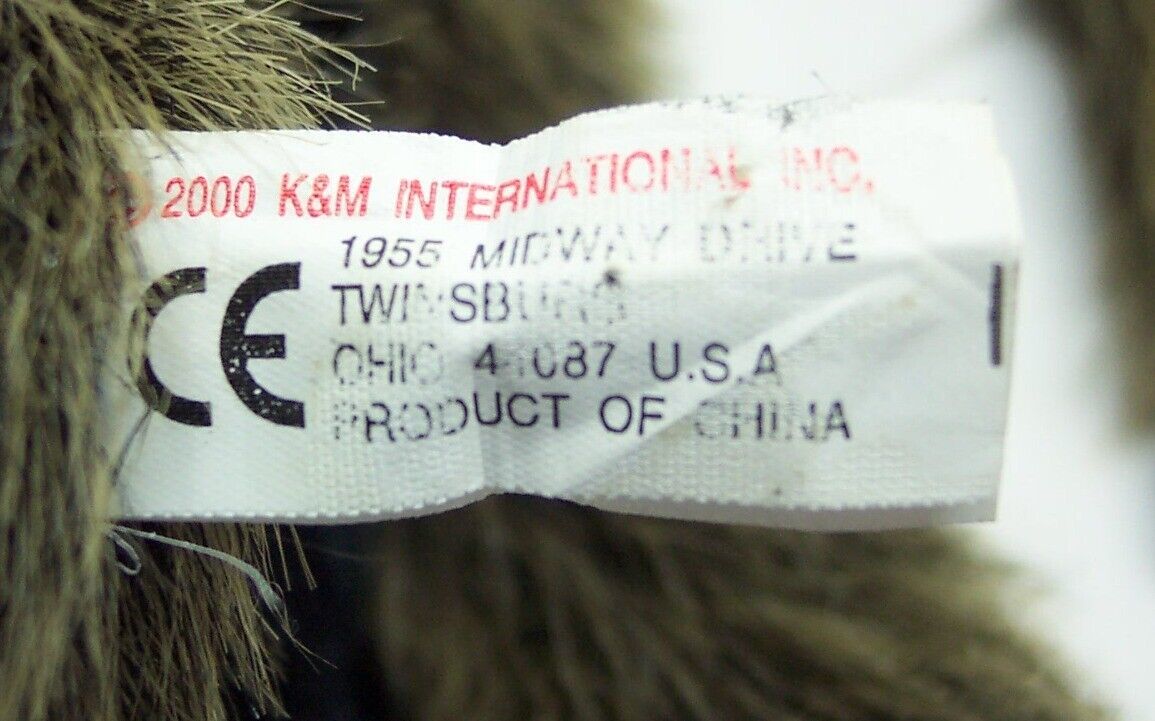 © 2000 K&M INTERNATIONAL INC.
1955 MIDWAY DRIVE
TWINSBURG
OHIO 44087 U.S.A
PRODUCT OF CHINA
CE